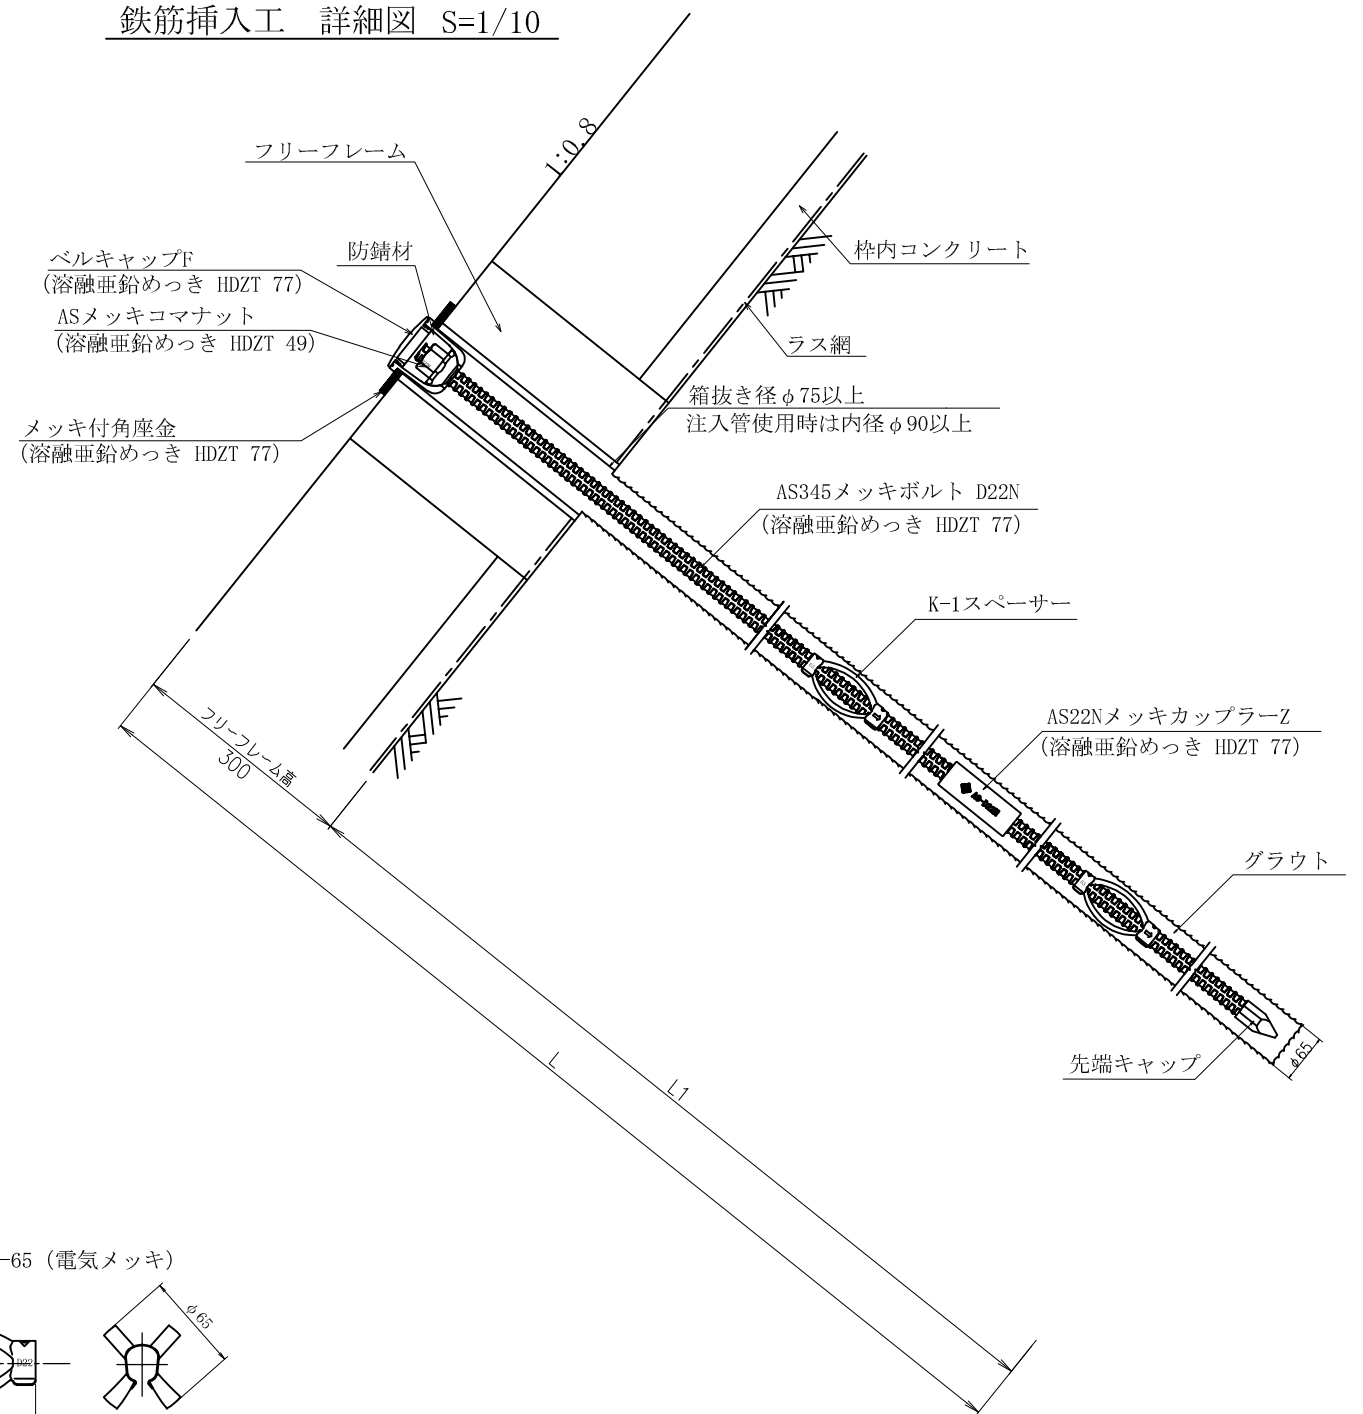 鉄筋挿入工　詳細図 S=1/10
1:0.8
フリーフレーム
防錆材
ベルキャップF
(溶融亜鉛めっき HDZT 77)
ASメッキコマナット
(溶融亜鉛めっき HDZT 49)
メッキ付角座金
(溶融亜鉛めっき HDZT 77)
枠内コンクリート
ラス網
箱抜き径φ75以上
注入管使用時は内径φ90以上
AS345メッキボルト D22N
(溶融亜鉛めっき HDZT 77)
K-1スペーサー
AS22NメッキカップラーZ
(溶融亜鉛めっき HDZT 77)
グラウト
先端キャップ
φ65
フリーフレーム高
300
L
L1
-65 (電気メッキ)
φ65
D22